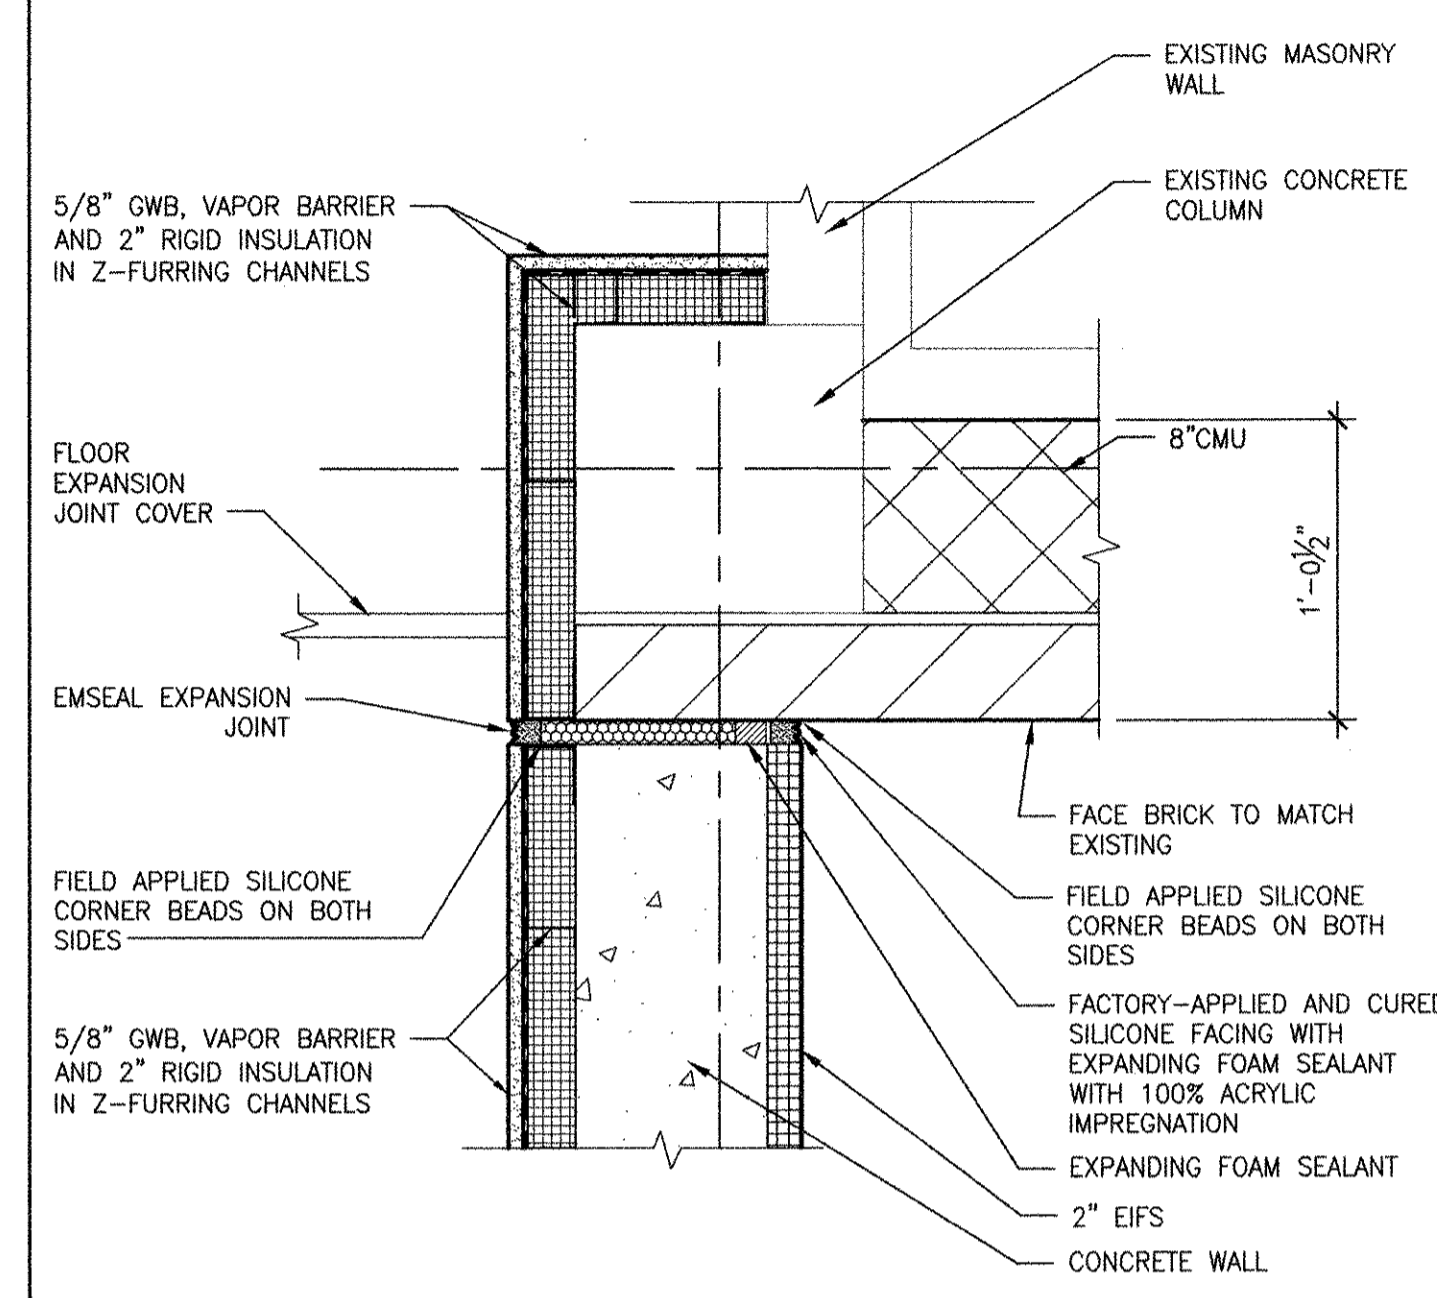 EXISTING MASONRY
WALL
EXISTING CONCRETE
COLUMN
5/8" GWB, VAPOR BARRIER
AND 2" RIGID INSULATION
IN Z-FURRING CHANNELS
8"CMU
FLOOR
EXPANSION
JOINT COVER
1'-0½"
EMSEAL EXPANSION
JOINT
FACE BRICK TO MATCH
EXISTING
FIELD APPLIED SILICONE
CORNER BEADS ON BOTH
SIDES
FIELD APPLIED SILICONE
CORNER BEADS ON BOTH
SIDES
FACTORY-APPLIED AND CURED
SILICONE FACING WITH
EXPANDING FOAM SEALANT
WITH 100% ACRYLIC
IMPREGNATION
5/8" GWB, VAPOR BARRIER
AND 2" RIGID INSULATION
IN Z-FURRING CHANNELS
EXPANDING FOAM SEALANT
2" EIFS
CONCRETE WALL